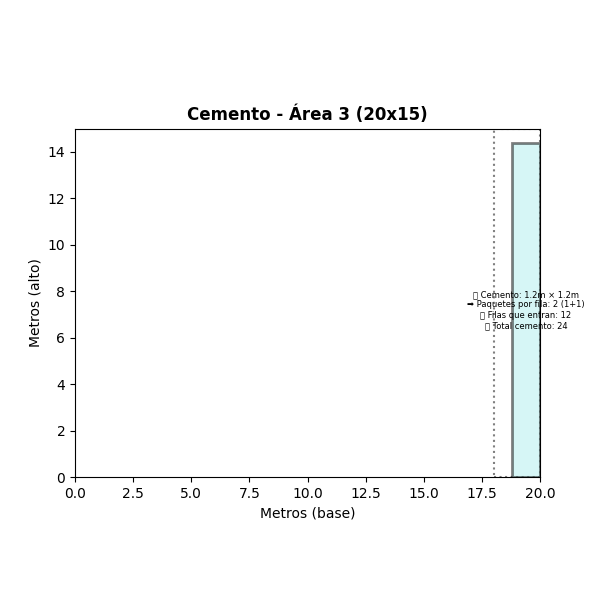 Cemento - Área 3 (20x15)
Metros (alto)
14
12
10
8
6
4
2
0
Cemento: 1.2m × 1.2m
➡ Paquetes por fila: 2 (1+1)
Filas que entran: 12
Total cemento: 24
0.0 2.5 5.0 7.5 10.0 12.5 15.0 17.5 20.0
Metros (base)